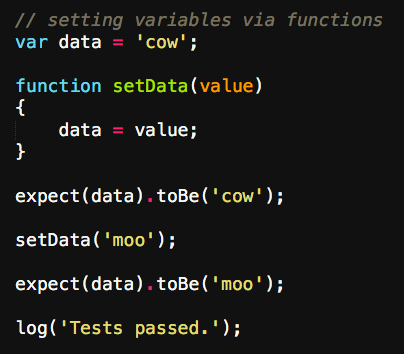 // setting variables via functions
var data = 'cow';
function setData(value)
{
    data = value;
}
expect(data).toBe('cow');
setData('moo');
expect(data).toBe('moo');
log('Tests passed.');